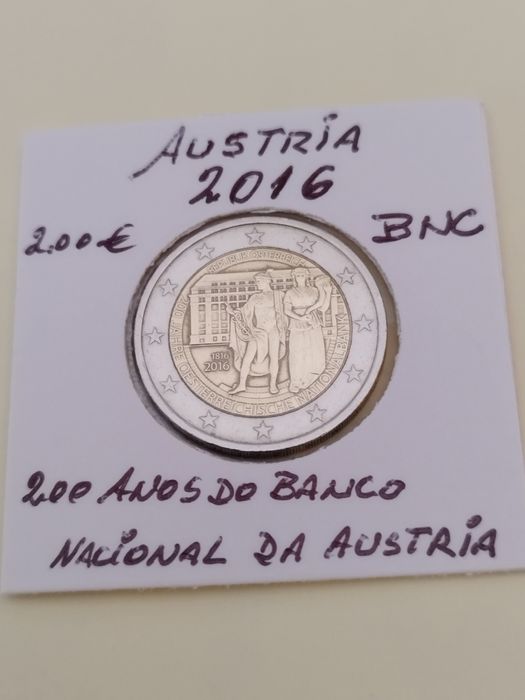 AUSTRIA
2016
2.00€
BNC
REPUBLIK ÖSTERREICH
200 JAHRE OESTERREICHISCHE NATIONALBANK
1816
2016
200 ANOS DO BANCO
NACIONAL DA AUSTRIA